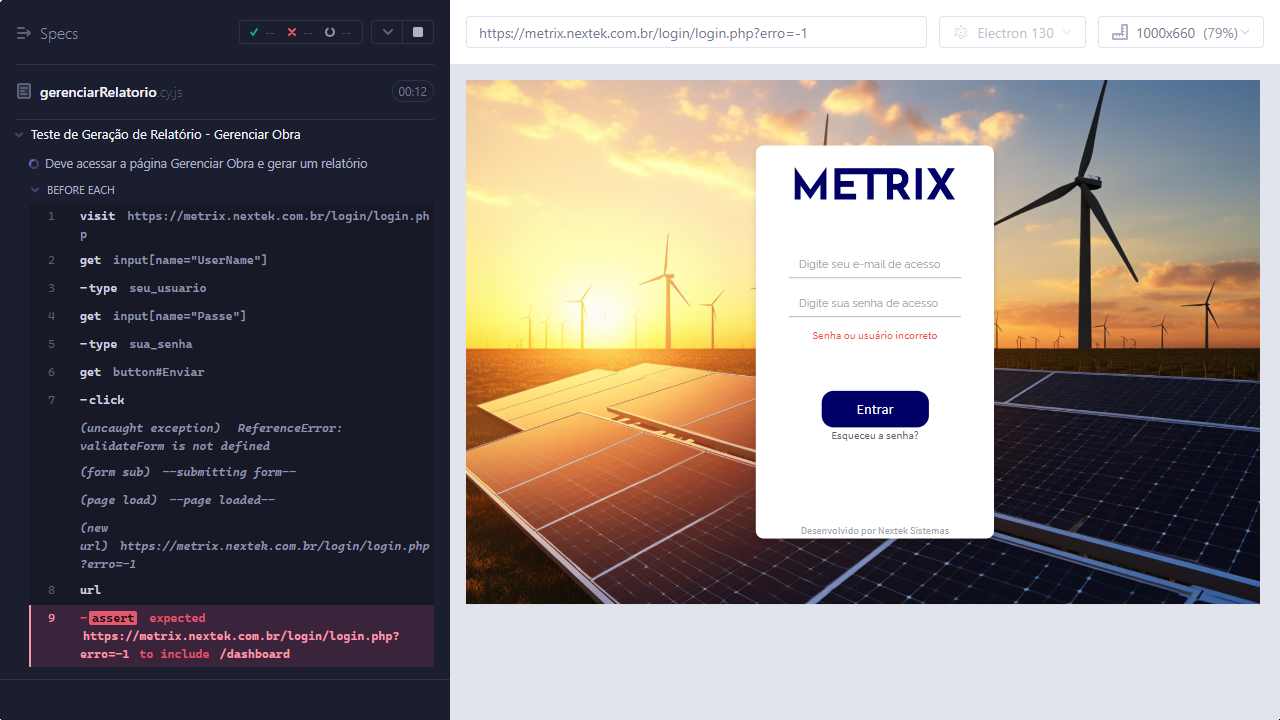 Specs
-- -- --
gerenciarRelatorio.cy.js
00:12
Teste de Geração de Relatório - Gerenciar Obra
Deve acessar a página Gerenciar Obra e gerar um relatório
BEFORE EACH
1 visit https://metrix.nextek.com.br/login/login.ph
p
2 get input[name="UserName"]
3 -type seu_usuario
4 get input[name="Passe"]
5 -type sua_senha
6 get button#Enviar
7 -click
(uncaught exception) ReferenceError:
validateForm is not defined
(form sub) --submitting form--
(page load) --page loaded--
(new
url) https://metrix.nextek.com.br/login/login.php
?erro=-1
8 url
9 -assert expected
https://metrix.nextek.com.br/login/login.php?
erro=-1 to include /dashboard
https://metrix.nextek.com.br/login/login.php?erro=-1
Electron 130
1000x660 (79%)
METRIX
Digite seu e-mail de acesso
Digite sua senha de acesso
Senha ou usuário incorreto
Entrar
Esqueceu a senha?
Desenvolvido por Nextek Sistemas